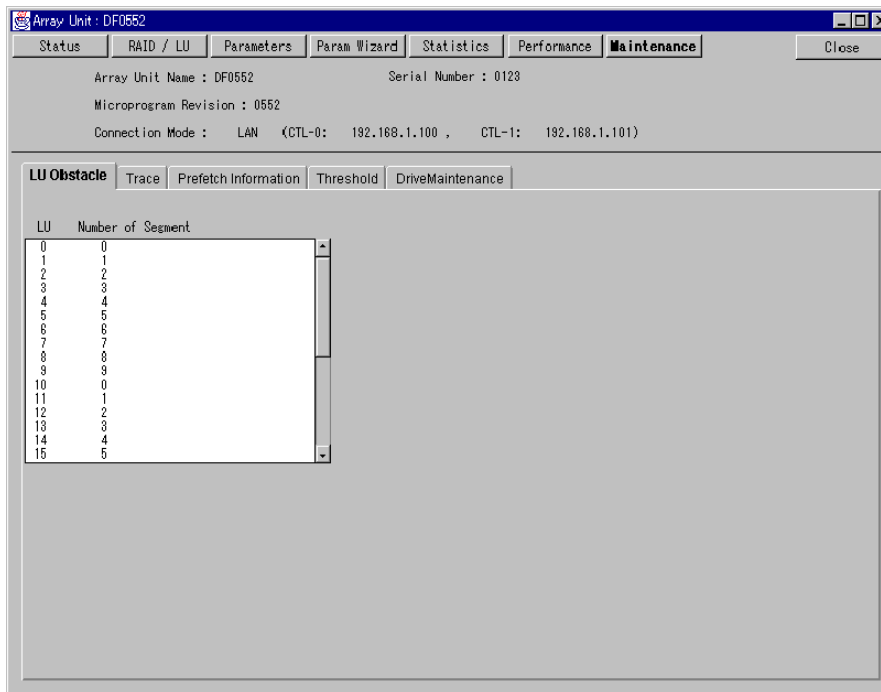 Array Unit : DF0552
Status RAID / LU Parameters Param Wizard Statistics Performance Maintenance Close
Array Unit Name : DF0552 Serial Number : 0123
Microprogram Revision : 0552
Connection Mode : LAN (CTL-0: 192.168.1.100 , CTL-1: 192.168.1.101)
LU Obstacle Trace Prefetch Information Threshold DriveMaintenance
LU Number of Segment
0 0
1 1
2 2
3 3
4 4
5 5
6 6
7 7
8 8
9 9
10 0
11 1
12 2
13 3
14 4
15 5